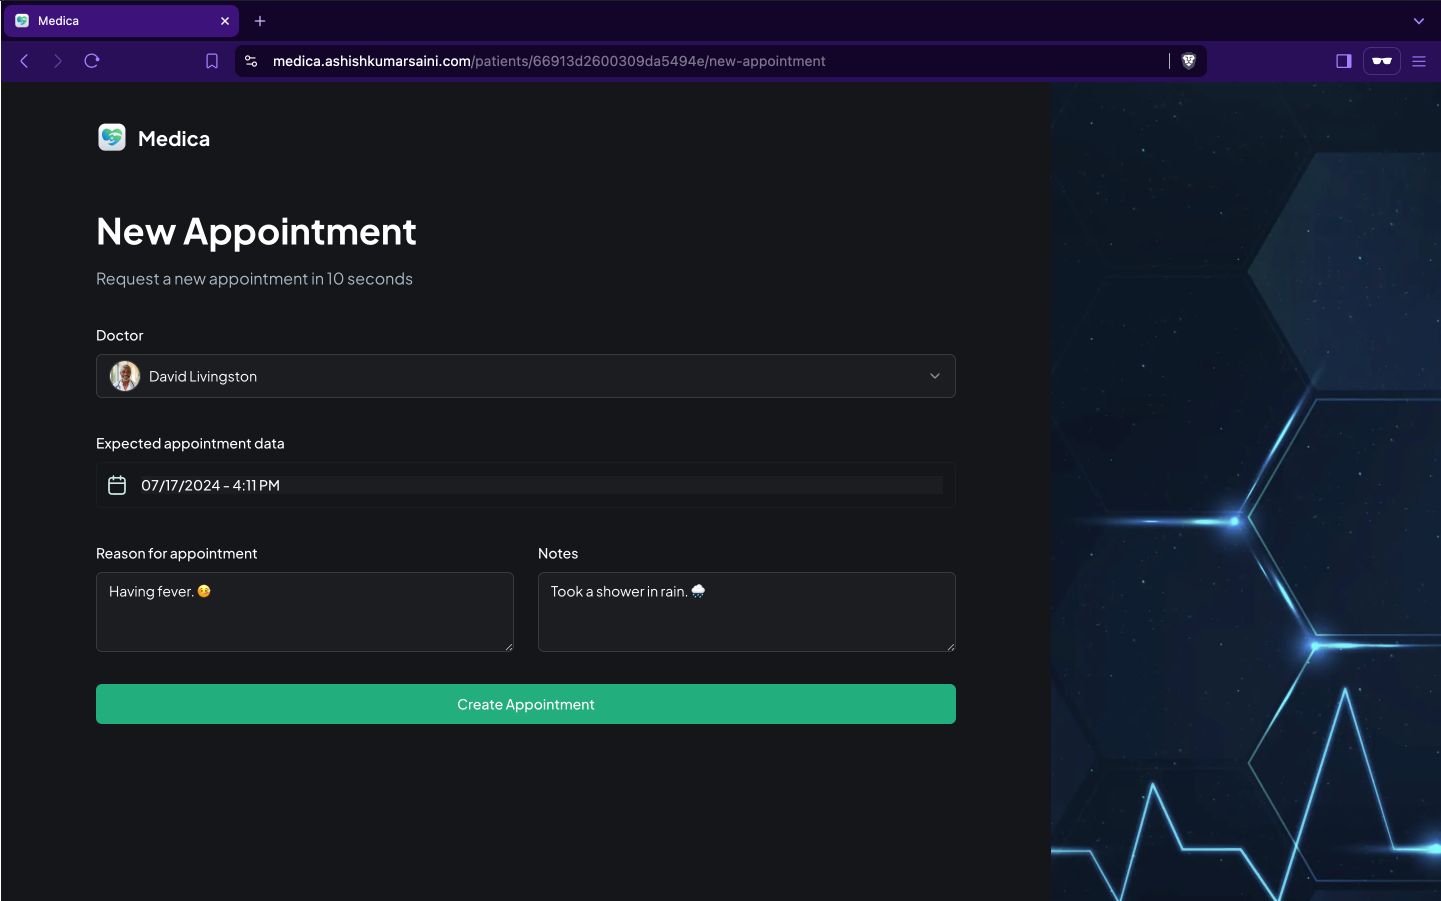 Medica
medica.ashishkumarsaini.com/patients/66913d2600309da5494e/new-appointment
Medica
New Appointment
Request a new appointment in 10 seconds
Doctor
David Livingston
Expected appointment data
07/17/2024 - 4:11 PM
Reason for appointment
Notes
Having fever. 🤒
Took a shower in rain. 🌧️
Create Appointment